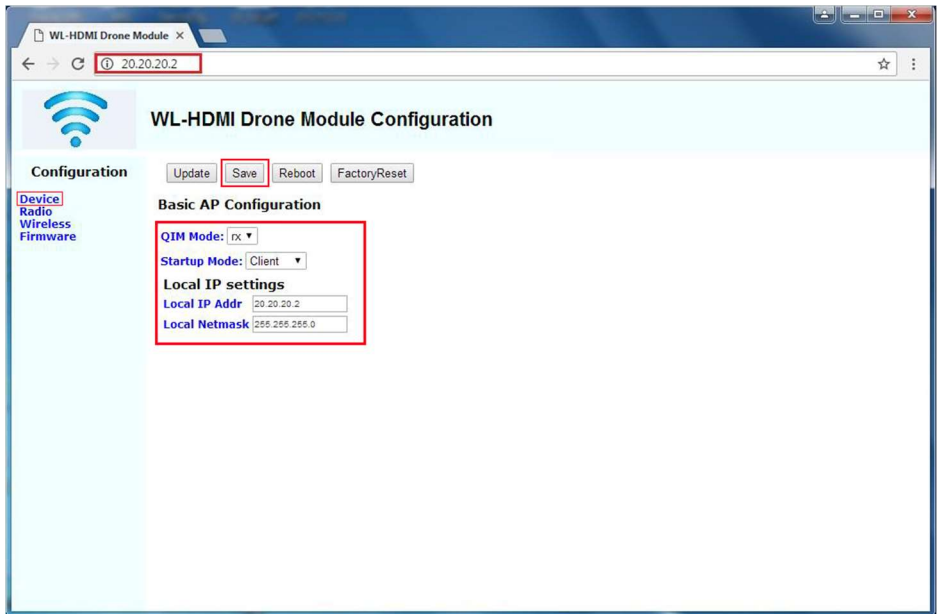 WL-HDMI Drone Module
20.20.20.2
WL-HDMI Drone Module Configuration
Configuration
Device
Radio
Wireless
Firmware
Update Save Reboot FactoryReset
Basic AP Configuration
QIM Mode: rx
Startup Mode: Client
Local IP settings
Local IP Addr 20.20.20.2
Local Netmask 255.255.255.0